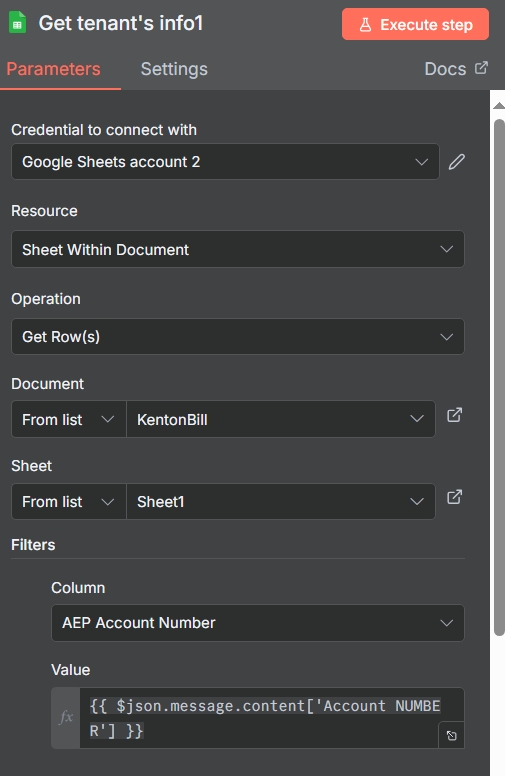 Get tenant's info1
Execute step
Parameters
Settings
Docs
Credential to connect with
Google Sheets account 2
Resource
Sheet Within Document
Operation
Get Row(s)
Document
From list
KentonBill
Sheet
From list
Sheet1
Filters
Column
AEP Account Number
Value
fx
{{ $json.message.content['Account NUMBE
R'] }}